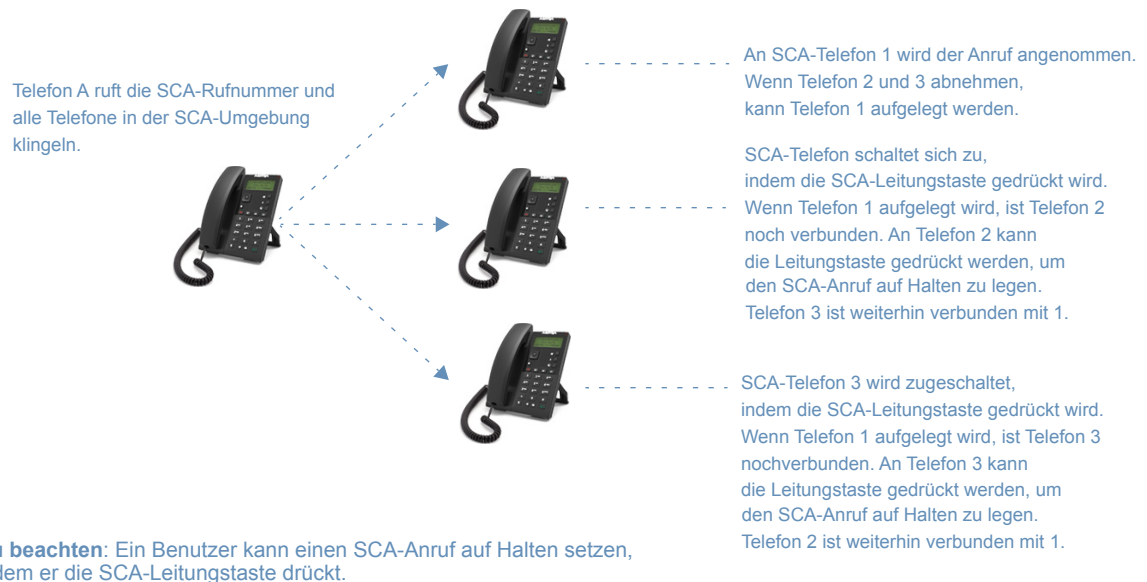 Telefon A ruft die SCA-Rufnummer und
alle Telefone in der SCA-Umgebung
klingeln.
An SCA-Telefon 1 wird der Anruf angenommen.
Wenn Telefon 2 und 3 abnehmen,
kann Telefon 1 aufgelegt werden.
SCA-Telefon schaltet sich zu,
indem die SCA-Leitungstaste gedrückt wird.
Wenn Telefon 1 aufgelegt wird, ist Telefon 2
noch verbunden. An Telefon 2 kann
die Leitungstaste gedrückt werden, um
den SCA-Anruf auf Halten zu legen.
Telefon 3 ist weiterhin verbunden mit 1.
SCA-Telefon 3 wird zugeschaltet,
indem die SCA-Leitungstaste gedrückt wird.
Wenn Telefon 1 aufgelegt wird, ist Telefon 3
nochverbunden. An Telefon 3 kann
die Leitungstaste gedrückt werden, um
den SCA-Anruf auf Halten zu legen.
Telefon 2 ist weiterhin verbunden mit 1.
beachten: Ein Benutzer kann einen SCA-Anruf auf Halten setzen,
dem er die SCA-Leitungstaste drückt.